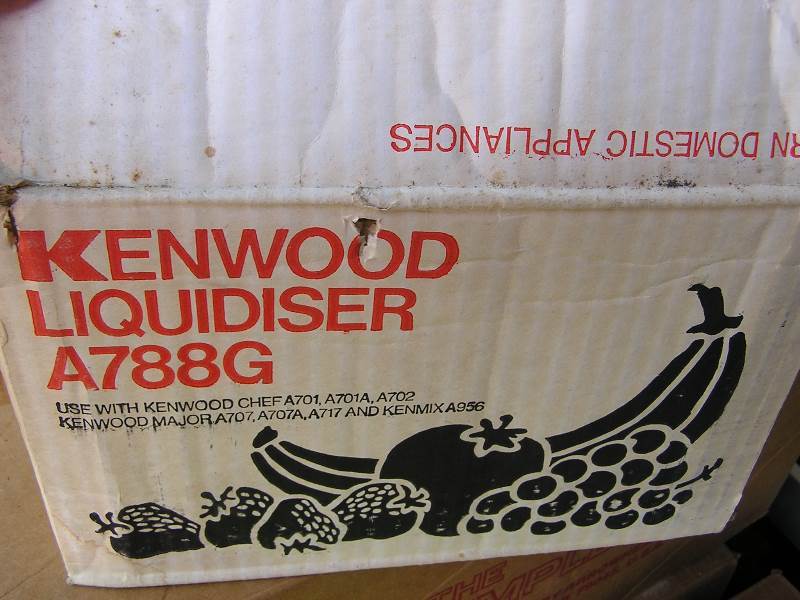 RN DOMESTIC APPLIANCES
KENWOOD
LIQUIDISER
A788G
USE WITH KENWOOD CHEF A701, A701A, A702
KENWOOD MAJOR A707, A707A, A717 AND KENMIX A956
THE